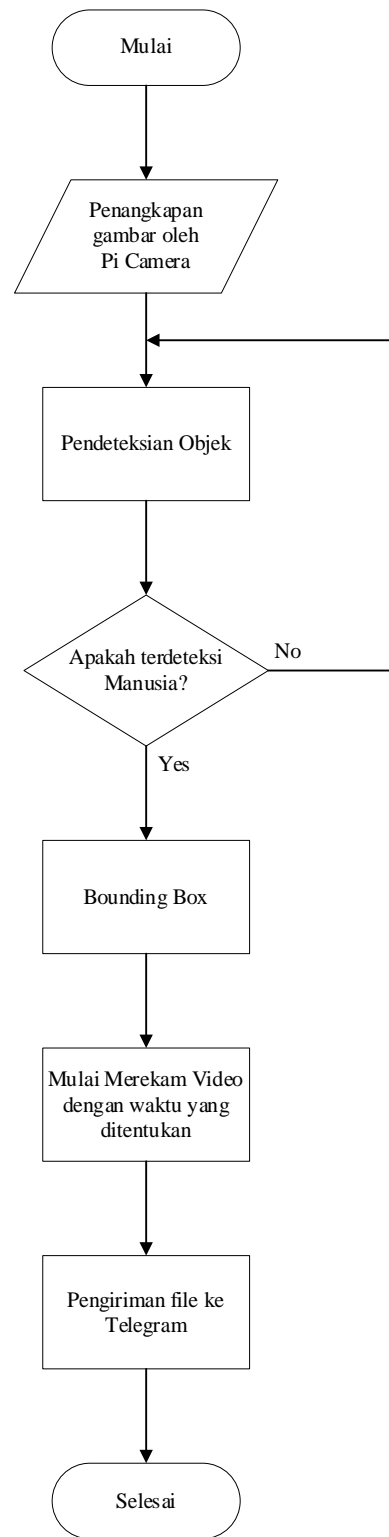 Mulai
Penangkapan
gambar oleh
Pi Camera
Pendeteksian Objek
Apakah terdeteksi
Manusia?
No
Yes
Bounding Box
Mulai Merekam Video
dengan waktu yang
ditentukan
Pengiriman file ke
Telegram
Selesai